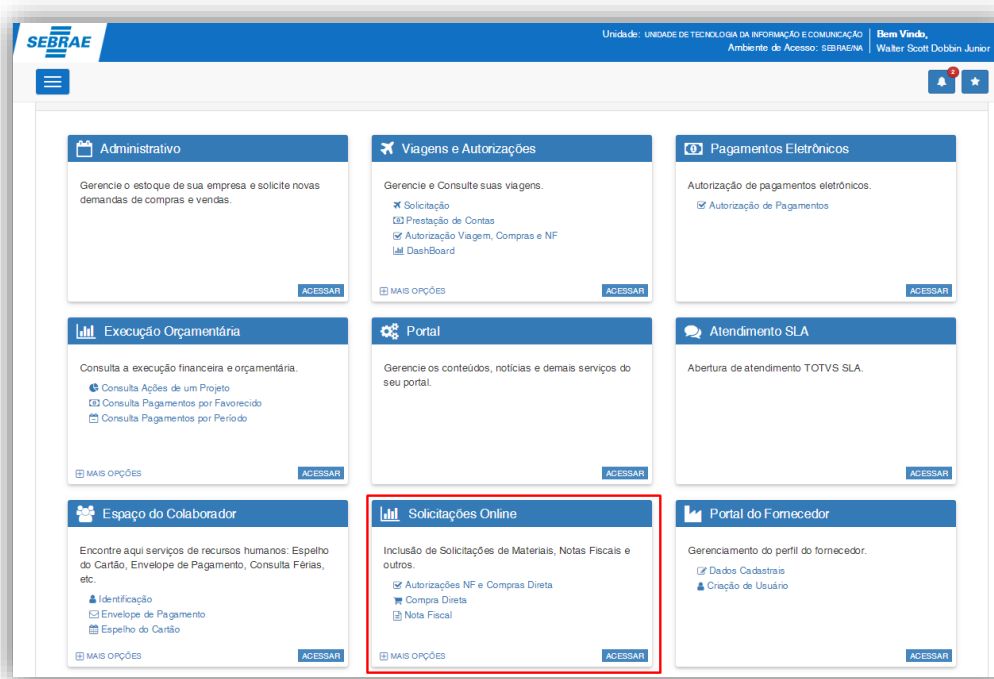 SEBRAE
Unidade: UNIDADE DE TECNOLOGIA DA INFORMAÇÃO E COMUNICAÇÃO
Ambiente de Acesso: SEBRAE/NA
Bem Vindo,
Walter Scott Dobbin Junior
2
Administrativo
Gerencie o estoque de sua empresa e solicite novas
demandas de compras e vendas.
ACESSAR
Viagens e Autorizações
Gerencie e Consulte suas viagens.
Solicitação
Prestação de Contas
Autorização Viagem, Compras e NF
DashBoard
MAIS OPÇÕES
ACESSAR
Pagamentos Eletrônicos
Autorização de pagamentos eletrônicos.
Autorização de Pagamentos
ACESSAR
Execução Orçamentária
Consulta a execução financeira e orçamentária.
Consulta Ações de um Projeto
Consulta Pagamentos por Favorecido
Consulta Pagamentos por Período
MAIS OPÇÕES
ACESSAR
Portal
Gerencie os conteúdos, notícias e demais serviços do
seu portal.
ACESSAR
Atendimento SLA
Abertura de atendimento TOTVS SLA.
ACESSAR
Espaço do Colaborador
Encontre aqui serviços de recursos humanos: Espelho
do Cartão, Envelope de Pagamento, Consulta Férias,
etc.
Identificação
Envelope de Pagamento
Espelho do Cartão
MAIS OPÇÕES
ACESSAR
Solicitações Online
Inclusão de Solicitações de Materiais, Notas Fiscais e
outros.
Autorizações NF e Compras Direta
Compra Direta
Nota Fiscal
MAIS OPÇÕES
ACESSAR
Portal do Fornecedor
Gerenciamento do perfil do fornecedor.
Dados Cadastrais
Criação de Usuário
ACESSAR